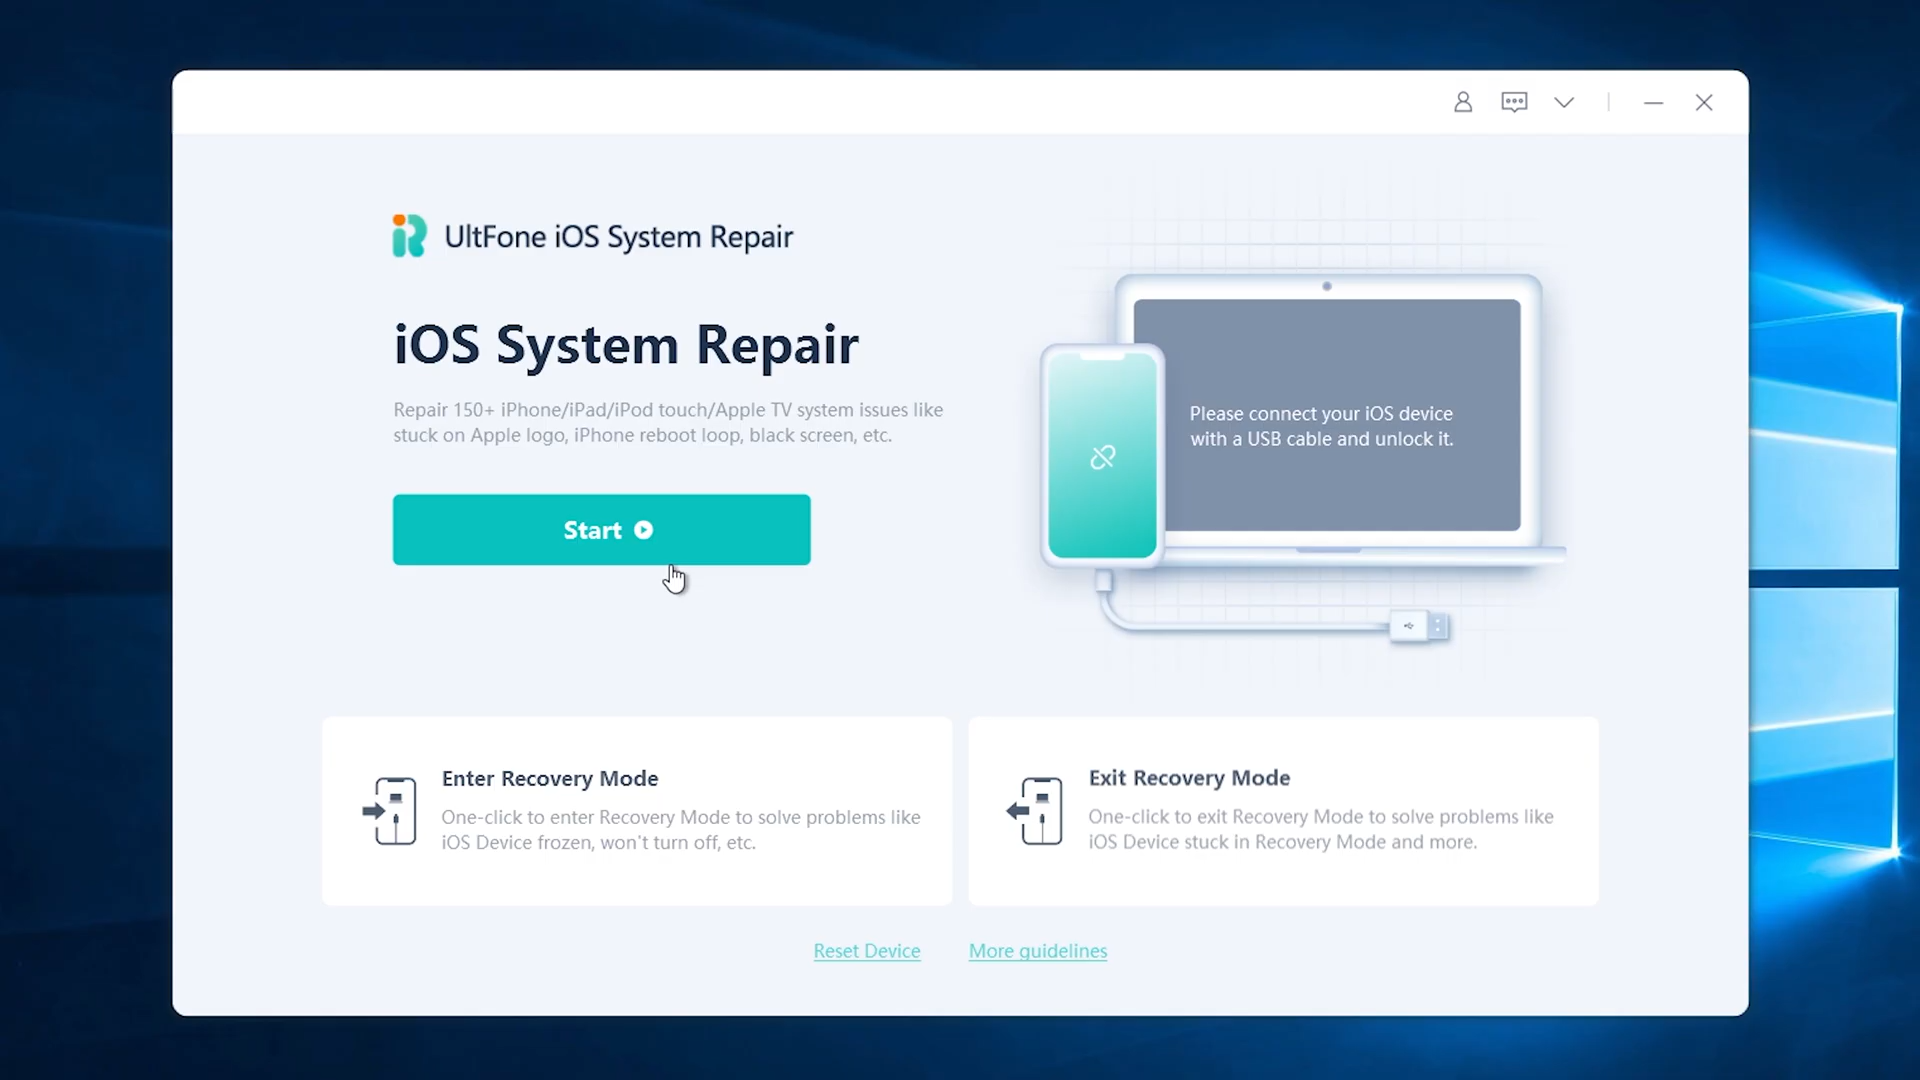 UltFone iOS System Repair
iOS System Repair
Repair 150+ iPhone/iPad/iPod touch/Apple TV system issues like
stuck on Apple logo, iPhone reboot loop, black screen, etc.
Start
Please connect your iOS device
with a USB cable and unlock it.
Enter Recovery Mode
One-click to enter Recovery Mode to solve problems like
iOS Device frozen, won't turn off, etc.
Exit Recovery Mode
One-click to exit Recovery Mode to solve problems like
iOS Device stuck in Recovery Mode and more.
Reset Device
More guidelines